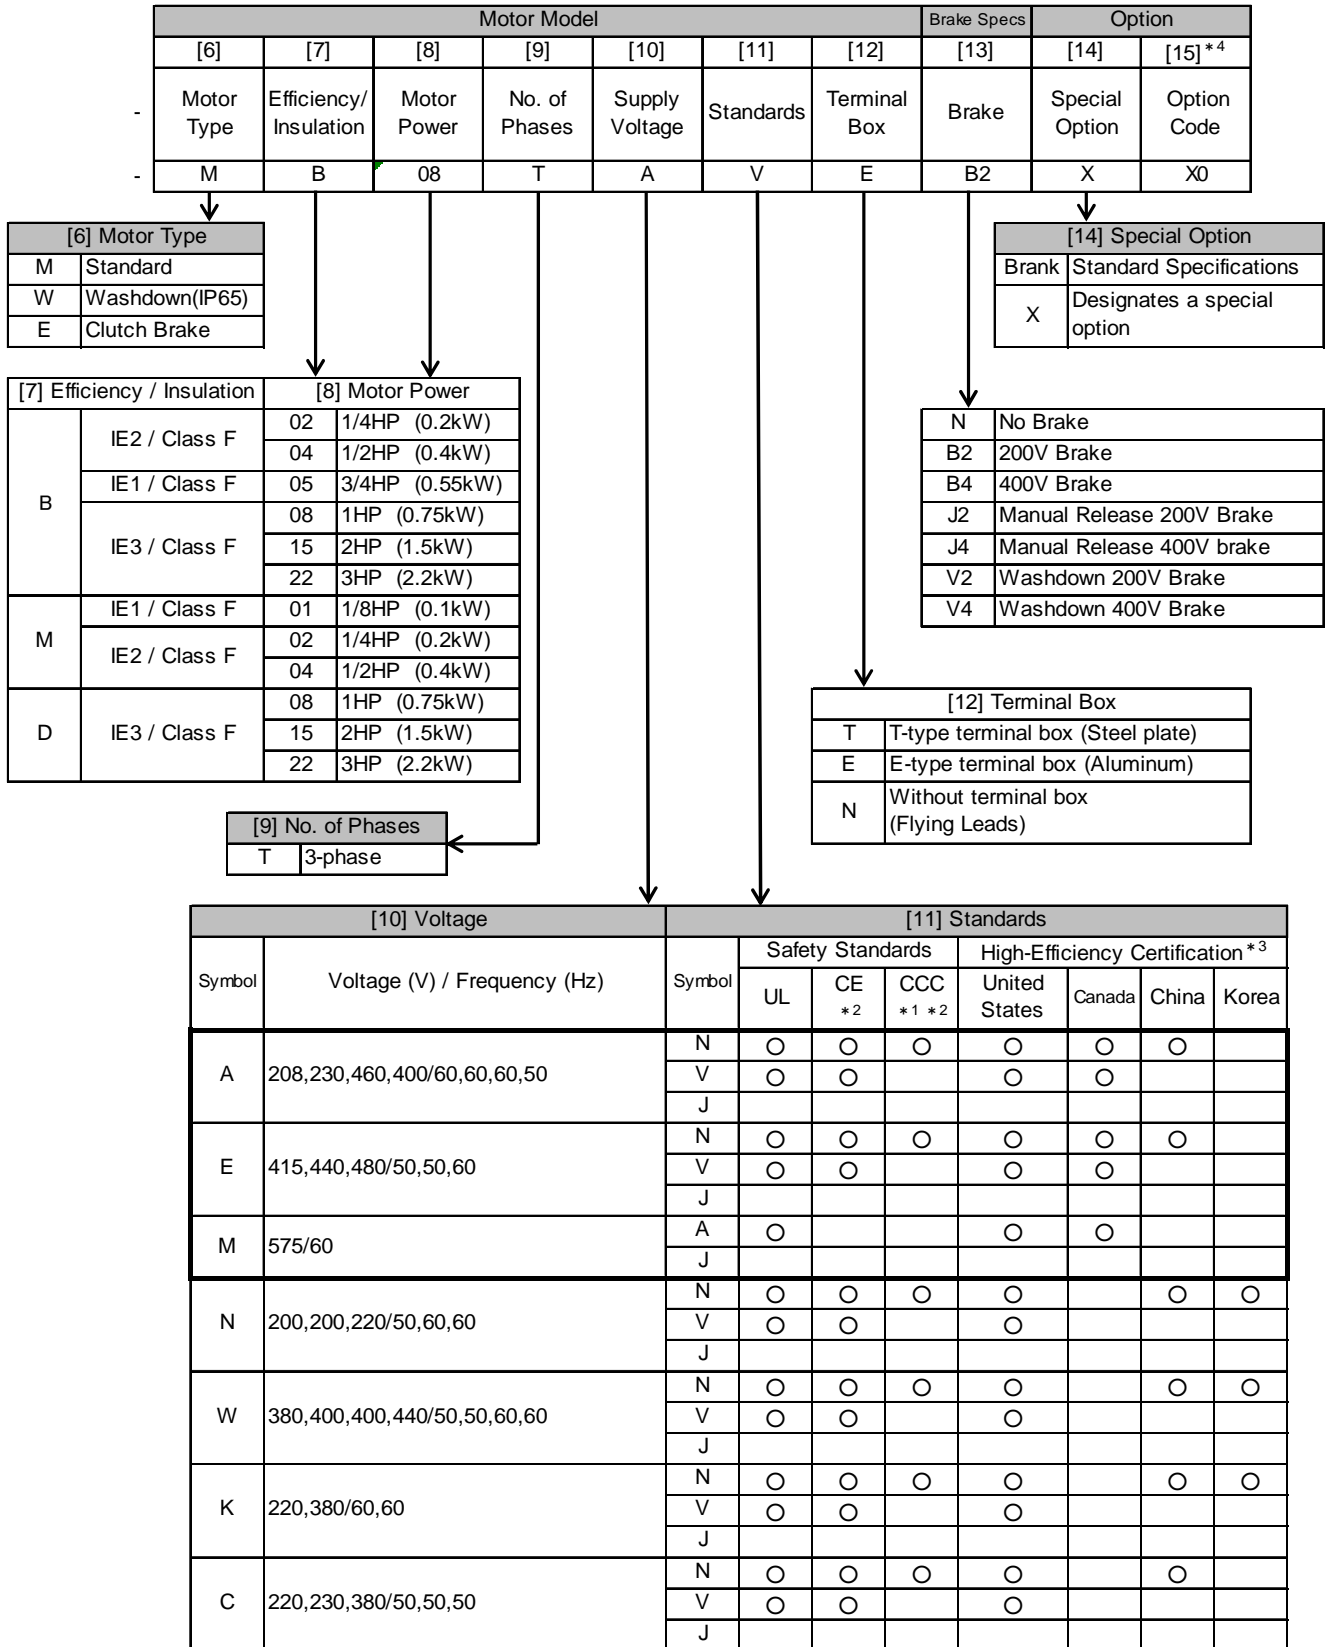 Motor Model Brake Specs Option
[6] [7] [8] [9] [10] [11] [12] [13] [14] [15]*4
- Motor Type Efficiency/ Insulation Motor Power No. of Phases Supply Voltage Standards Terminal Box Brake Special Option Option Code
- M B 08 T A V E B2 X X0
[6] Motor Type
M Standard
W Washdown(IP65)
E Clutch Brake
[14] Special Option
Brank Standard Specifications
X Designates a special
option
[7] Efficiency / Insulation [8] Motor Power
B IE2 / Class F 02 1/4HP (0.2kW)
04 1/2HP (0.4kW)
IE1 / Class F 05 3/4HP (0.55kW)
IE3 / Class F 08 1HP (0.75kW)
15 2HP (1.5kW)
22 3HP (2.2kW)
M IE1 / Class F 01 1/8HP (0.1kW)
IE2 / Class F 02 1/4HP (0.2kW)
04 1/2HP (0.4kW)
D IE3 / Class F 08 1HP (0.75kW)
15 2HP (1.5kW)
22 3HP (2.2kW)
N No Brake
B2 200V Brake
B4 400V Brake
J2 Manual Release 200V Brake
J4 Manual Release 400V brake
V2 Washdown 200V Brake
V4 Washdown 400V Brake
[12] Terminal Box
T T-type terminal box (Steel plate)
E E-type terminal box (Aluminum)
N Without terminal box
(Flying Leads)
[9] No. of Phases
T 3-phase
[10] Voltage [11] Standards
Symbol Voltage (V) / Frequency (Hz) Symbol Safety Standards High-Efficiency Certification*3
UL CE *2 CCC *1 *2 United States Canada China Korea
A 208,230,460,400/60,60,60,50 N ○ ○ ○ ○ ○ ○
V ○ ○ ○ ○
J
E 415,440,480/50,50,60 N ○ ○ ○ ○ ○ ○
V ○ ○ ○ ○
J
M 575/60 A ○ ○ ○
J
N 200,200,220/50,60,60 N ○ ○ ○ ○ ○ ○
V ○ ○ ○
J
W 380,400,400,440/50,50,60,60 N ○ ○ ○ ○ ○ ○
V ○ ○ ○
J
K 220,380/60,60 N ○ ○ ○ ○ ○ ○
V ○ ○ ○
J
C 220,230,380/50,50,50 N ○ ○ ○ ○ ○
V ○ ○ ○
J